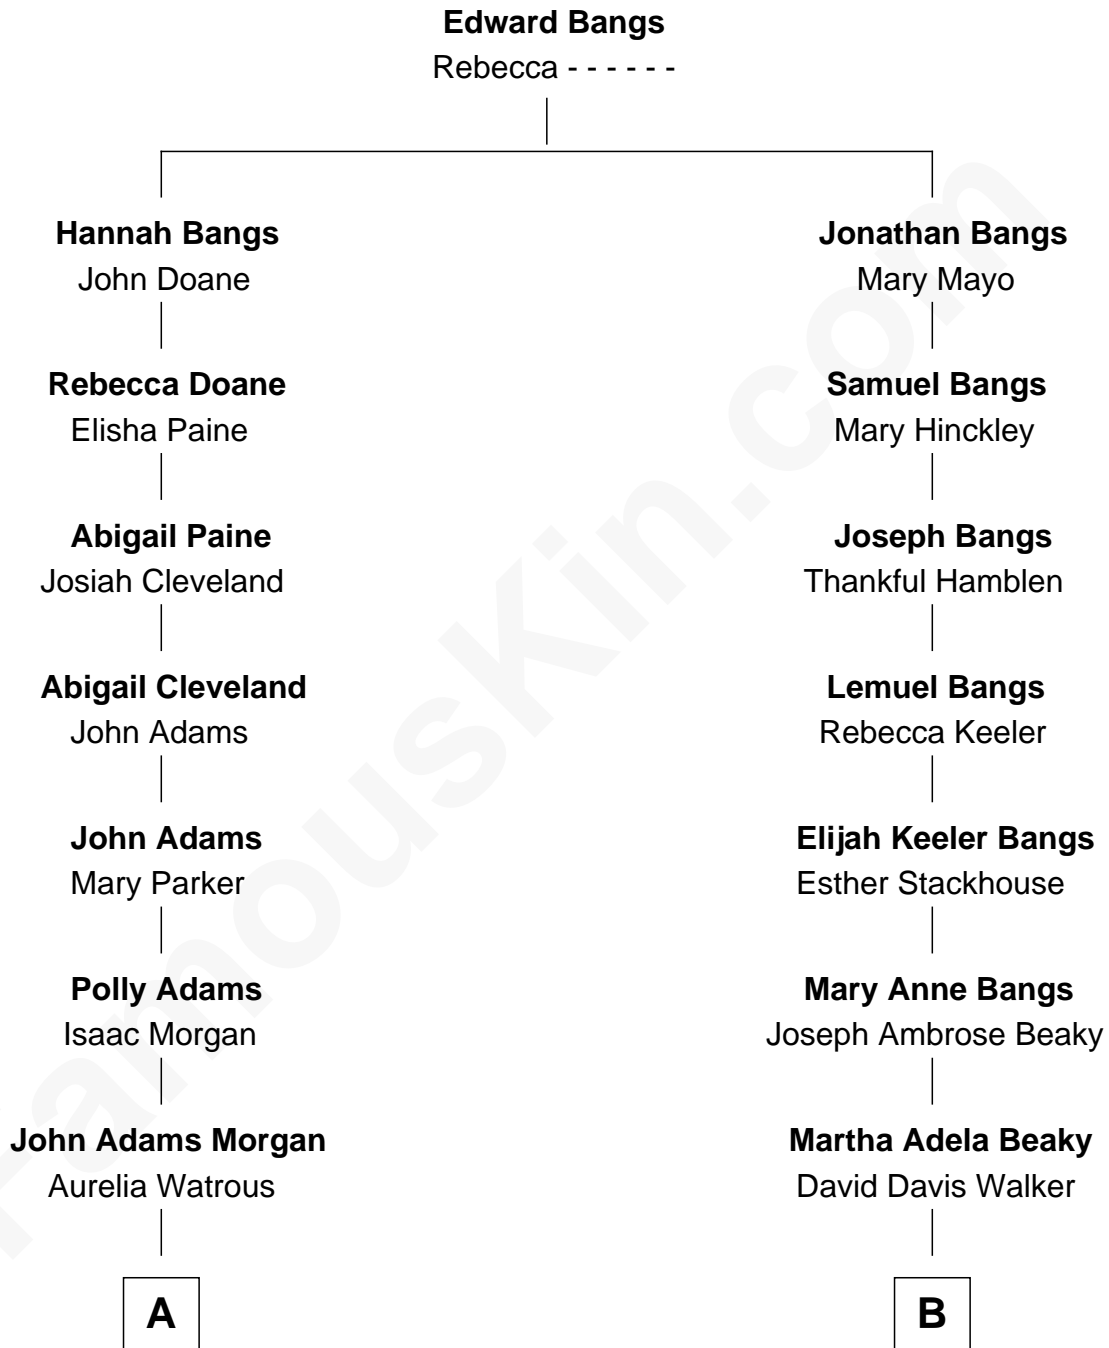 Edward Bangs
Rebecca - - - - - -
Hannah Bangs
John Doane
Jonathan Bangs
Mary Mayo
Rebecca Doane
Elisha Paine
Samuel Bangs
Mary Hinckley
Abigail Paine
Josiah Cleveland
Joseph Bangs
Thankful Hamblen
Abigail Cleveland
John Adams
Lemuel Bangs
Rebecca Keeler
John Adams
Mary Parker
Elijah Keeler Bangs
Esther Stackhouse
Polly Adams
Isaac Morgan
Mary Anne Bangs
Joseph Ambrose Beaky
John Adams Morgan
Aurelia Watrous
Martha Adela Beaky
David Davis Walker
A
B
FamousKin.com